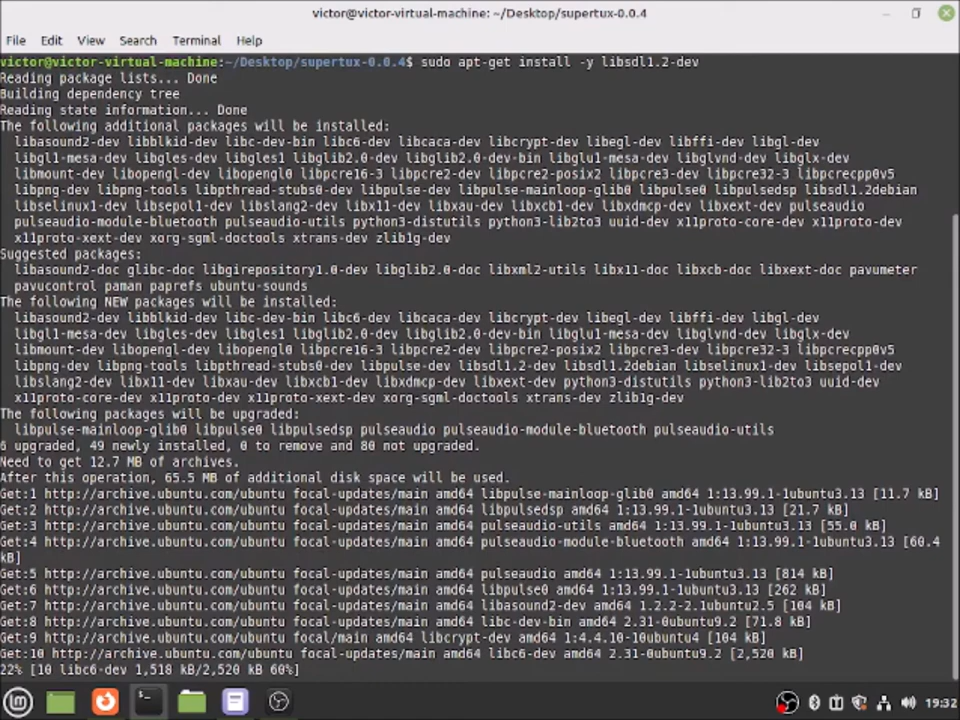 victor@victor-virtual-machine: ~/Desktop/supertux-0.0.4
File Edit View Search Terminal Help
victor@victor-virtual-machine:~/Desktop/supertux-0.0.4$ sudo apt-get install -y libsdl1.2-dev
Reading package lists... Done
Building dependency tree
Reading state information... Done
The following additional packages will be installed:
libasound2-dev libblkid-dev libc-dev-bin libc6-dev libcaca-dev libcrypt-dev libegl-dev libffi-dev libgl-dev
libgl1-mesa-dev libgles-dev libgles1 libglib2.0-dev libglib2.0-dev-bin libglu1-mesa-dev libglvnd-dev libglx-dev
libmount-dev libopengl-dev libopengl0 libpcre16-3 libpcre2-dev libpcre2-posix2 libpcre3-dev libpcre32-3 libpcrecpp0v5
libpng-dev libpng-tools libpthread-stubs0-dev libpulse-dev libpulse-mainloop-glib0 libpulse0 libpulsedsp libsdl1.2debian
libselinux1-dev libsepol1-dev libslang2-dev libx11-dev libxau-dev libxcb1-dev libxdmcp-dev libxext-dev pulseaudio
pulseaudio-module-bluetooth pulseaudio-utils python3-distutils python3-lib2to3 uuid-dev x11proto-core-dev x11proto-dev
x11proto-xext-dev xorg-sgml-doctools xtrans-dev zlib1g-dev
Suggested packages:
libasound2-doc glibc-doc libgirepository1.0-dev libglib2.0-doc libxml2-utils libx11-doc libxcb-doc libxext-doc pavumeter
pavucontrol paman paprefs ubuntu-sounds
The following NEW packages will be installed:
libasound2-dev libblkid-dev libc-dev-bin libc6-dev libcaca-dev libcrypt-dev libegl-dev libffi-dev libgl-dev
libgl1-mesa-dev libgles-dev libgles1 libglib2.0-dev libglib2.0-dev-bin libglu1-mesa-dev libglvnd-dev libglx-dev
libmount-dev libopengl-dev libopengl0 libpcre16-3 libpcre2-dev libpcre2-posix2 libpcre3-dev libpcre32-3 libpcrecpp0v5
libpng-dev libpng-tools libpthread-stubs0-dev libpulse-dev libsdl1.2-dev libsdl1.2debian libselinux1-dev libsepol1-dev
libslang2-dev libx11-dev libxau-dev libxcb1-dev libxdmcp-dev libxext-dev python3-distutils python3-lib2to3 uuid-dev
x11proto-core-dev x11proto-dev x11proto-xext-dev xorg-sgml-doctools xtrans-dev zlib1g-dev
The following packages will be upgraded:
libpulse-mainloop-glib0 libpulse0 libpulsedsp pulseaudio pulseaudio-module-bluetooth pulseaudio-utils
6 upgraded, 49 newly installed, 0 to remove and 80 not upgraded.
Need to get 12.7 MB of archives.
After this operation, 65.5 MB of additional disk space will be used.
Get:1 http://archive.ubuntu.com/ubuntu focal-updates/main amd64 libpulse-mainloop-glib0 amd64 1:13.99.1-1ubuntu3.13 [11.7 kB]
Get:2 http://archive.ubuntu.com/ubuntu focal-updates/main amd64 libpulsedsp amd64 1:13.99.1-1ubuntu3.13 [21.7 kB]
Get:3 http://archive.ubuntu.com/ubuntu focal-updates/main amd64 pulseaudio-utils amd64 1:13.99.1-1ubuntu3.13 [55.0 kB]
Get:4 http://archive.ubuntu.com/ubuntu focal-updates/main amd64 pulseaudio-module-bluetooth amd64 1:13.99.1-1ubuntu3.13 [60.4
kB]
Get:5 http://archive.ubuntu.com/ubuntu focal-updates/main amd64 pulseaudio amd64 1:13.99.1-1ubuntu3.13 [814 kB]
Get:6 http://archive.ubuntu.com/ubuntu focal-updates/main amd64 libpulse0 amd64 1:13.99.1-1ubuntu3.13 [262 kB]
Get:7 http://archive.ubuntu.com/ubuntu focal-updates/main amd64 libasound2-dev amd64 1.2.2-2.1ubuntu2.5 [104 kB]
Get:8 http://archive.ubuntu.com/ubuntu focal-updates/main amd64 libc-dev-bin amd64 2.31-0ubuntu9.2 [71.8 kB]
Get:9 http://archive.ubuntu.com/ubuntu focal/main amd64 libcrypt-dev amd64 1:4.4.10-10ubuntu4 [104 kB]
Get:10 http://archive.ubuntu.com/ubuntu focal-updates/main amd64 libc6-dev amd64 2.31-0ubuntu9.2 [2,520 kB]
22% [10 libc6-dev 1,518 kB/2,520 kB 60%]
19:32